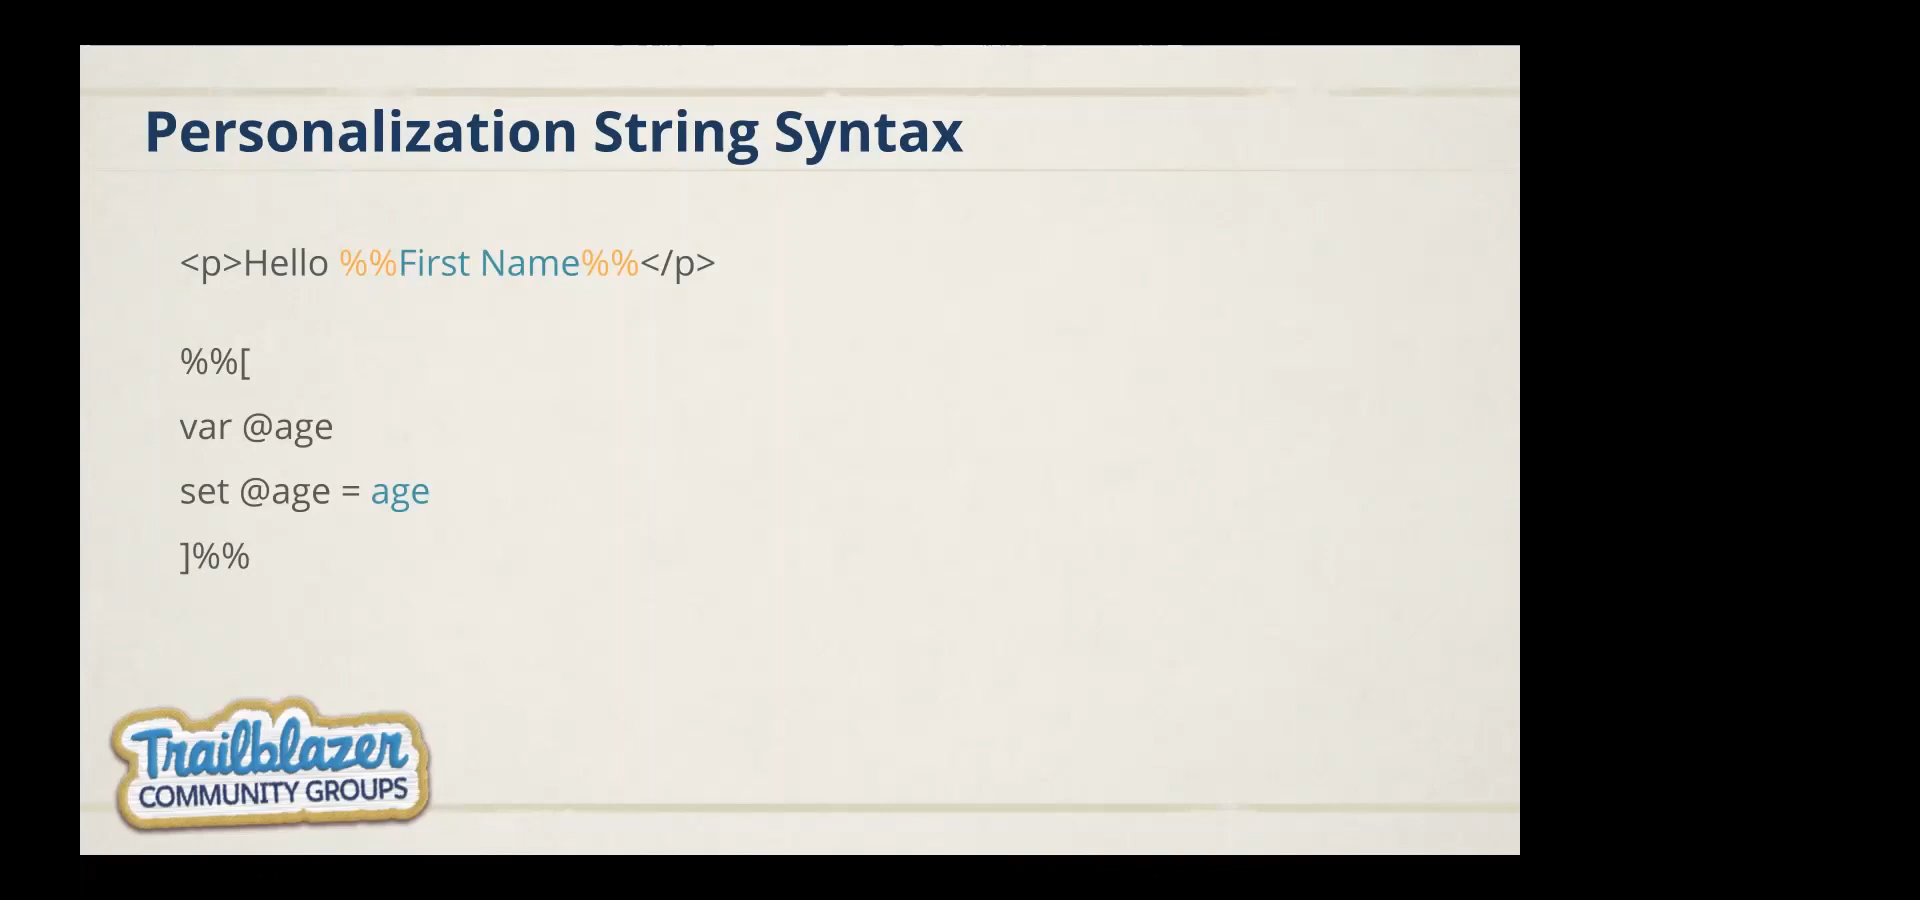 Personalization String Syntax
<p>Hello %%First Name%%</p>
%%[
var @age
set @age = age
]%%
Trailblazer
COMMUNITY GROUPS